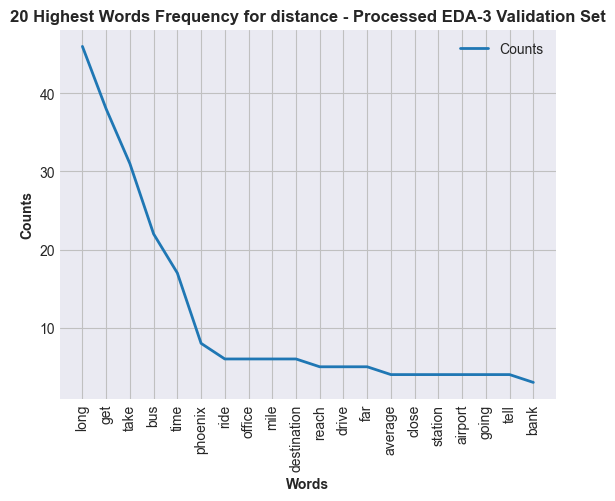 20 Highest Words Frequency for distance - Processed EDA-3 Validation Set
Counts
40
30
20
10
Counts
long
get
take
bus
time
phoenix
ride
office
mile
destination
reach
drive
far
average
close
station
airport
going
tell
bank
Words